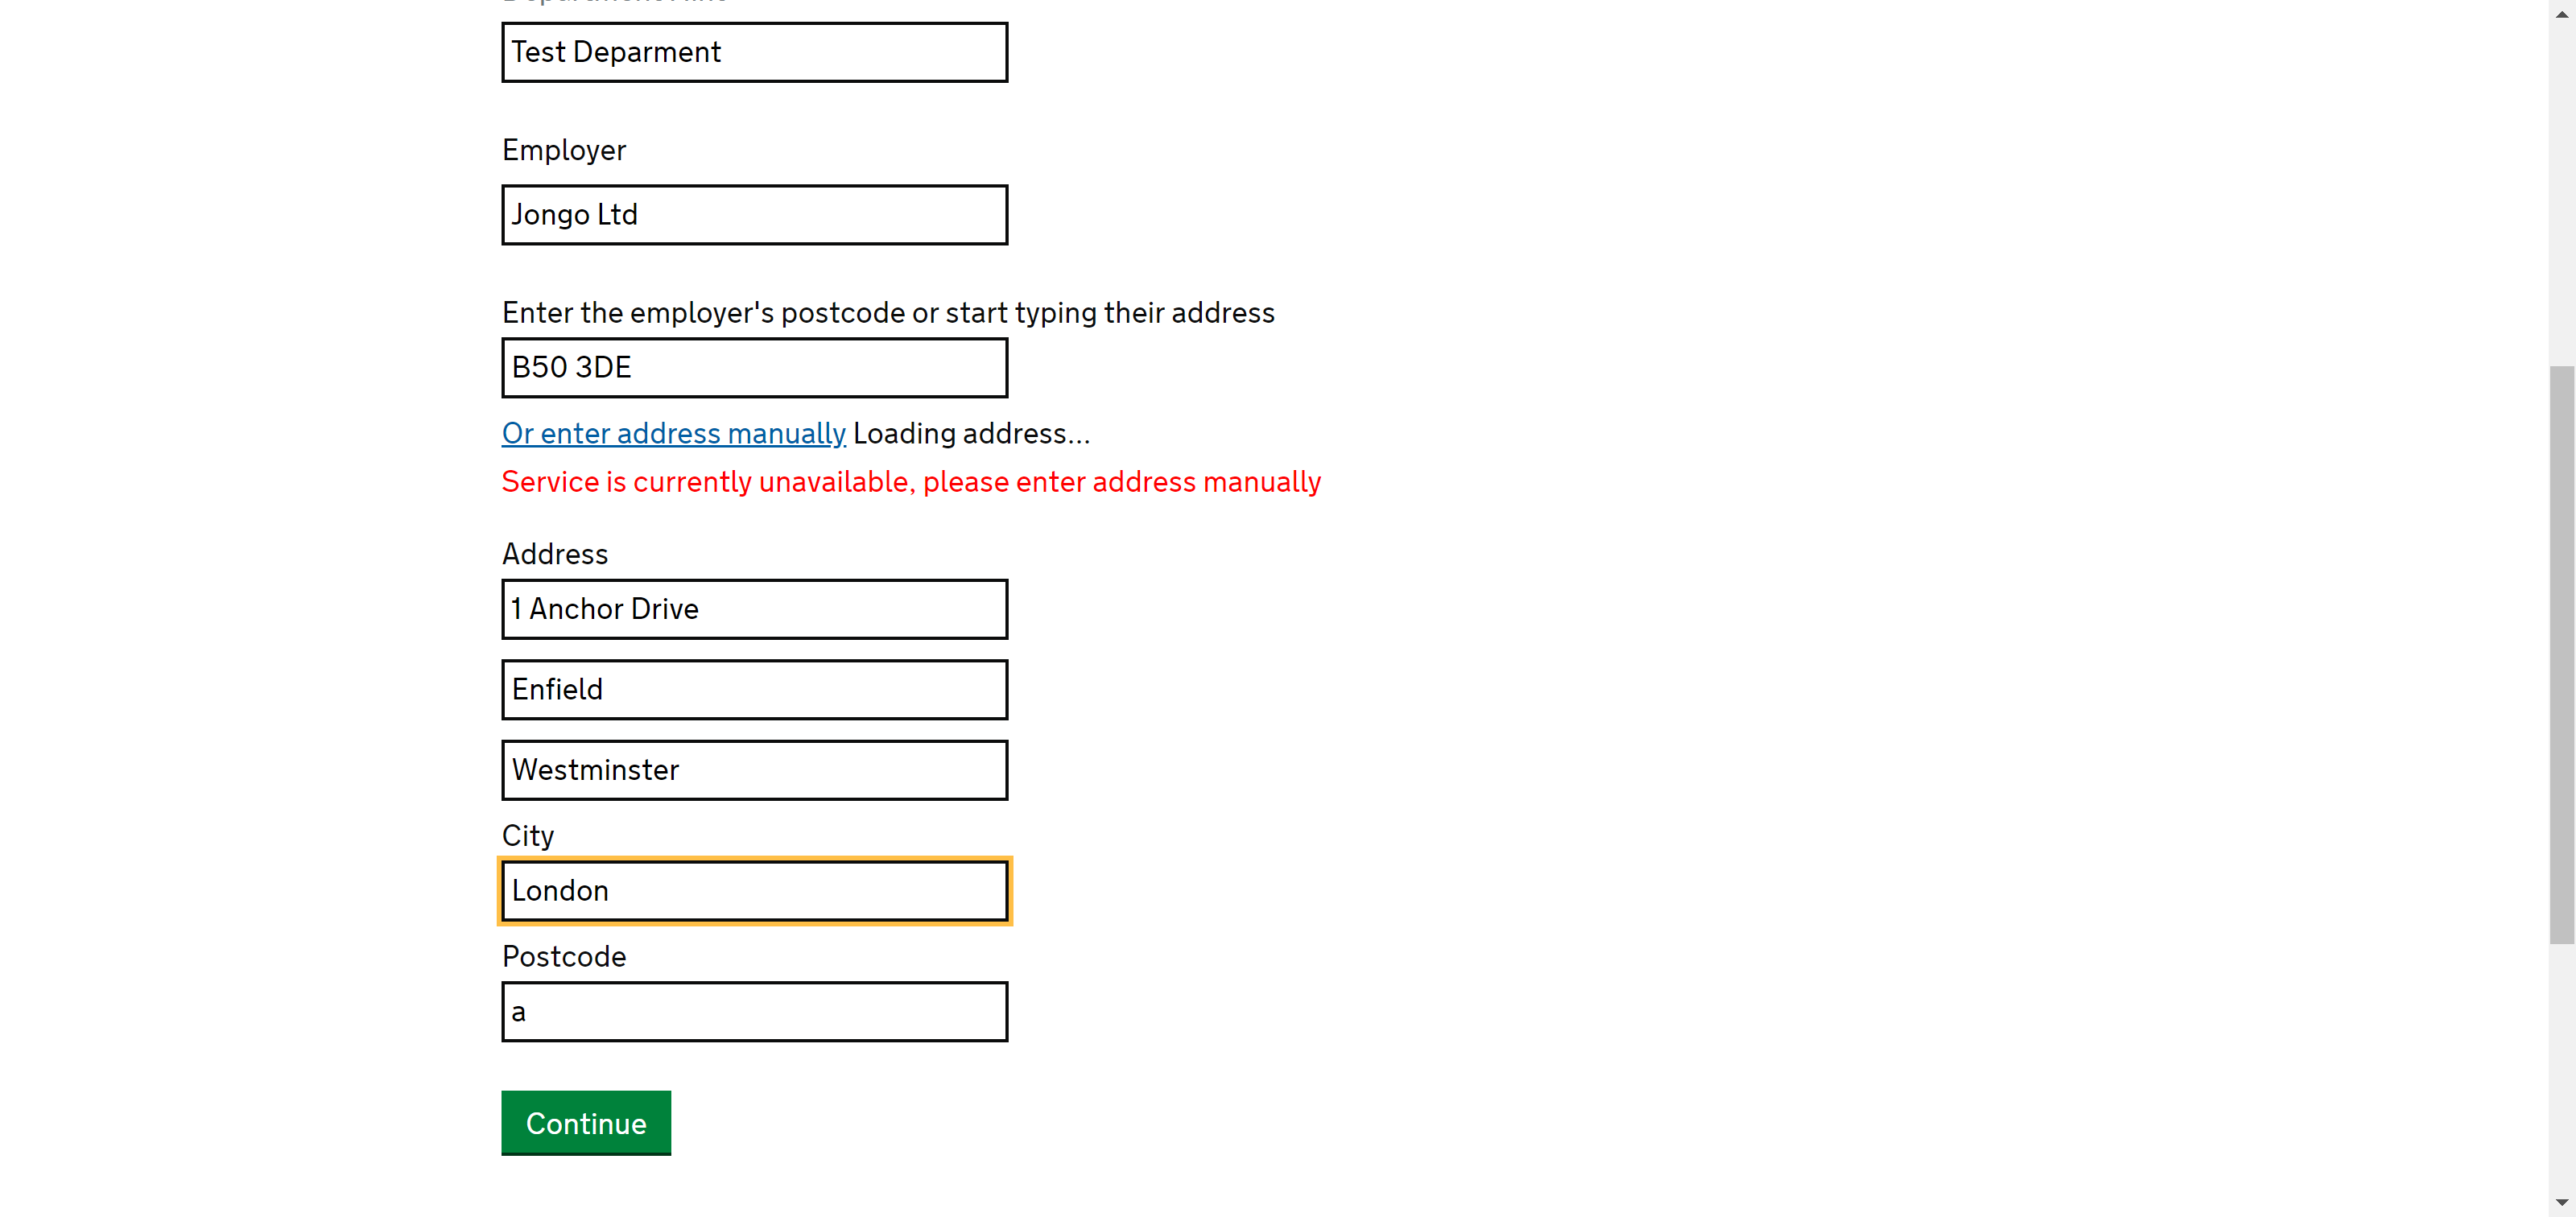 Test Deparment
Employer
Jongo Ltd
Enter the employer's postcode or start typing their address
B50 3DE
Or enter address manually Loading address...
Service is currently unavailable, please enter address manually
Address
1 Anchor Drive
Enfield
Westminster
City
London
Postcode
a
Continue